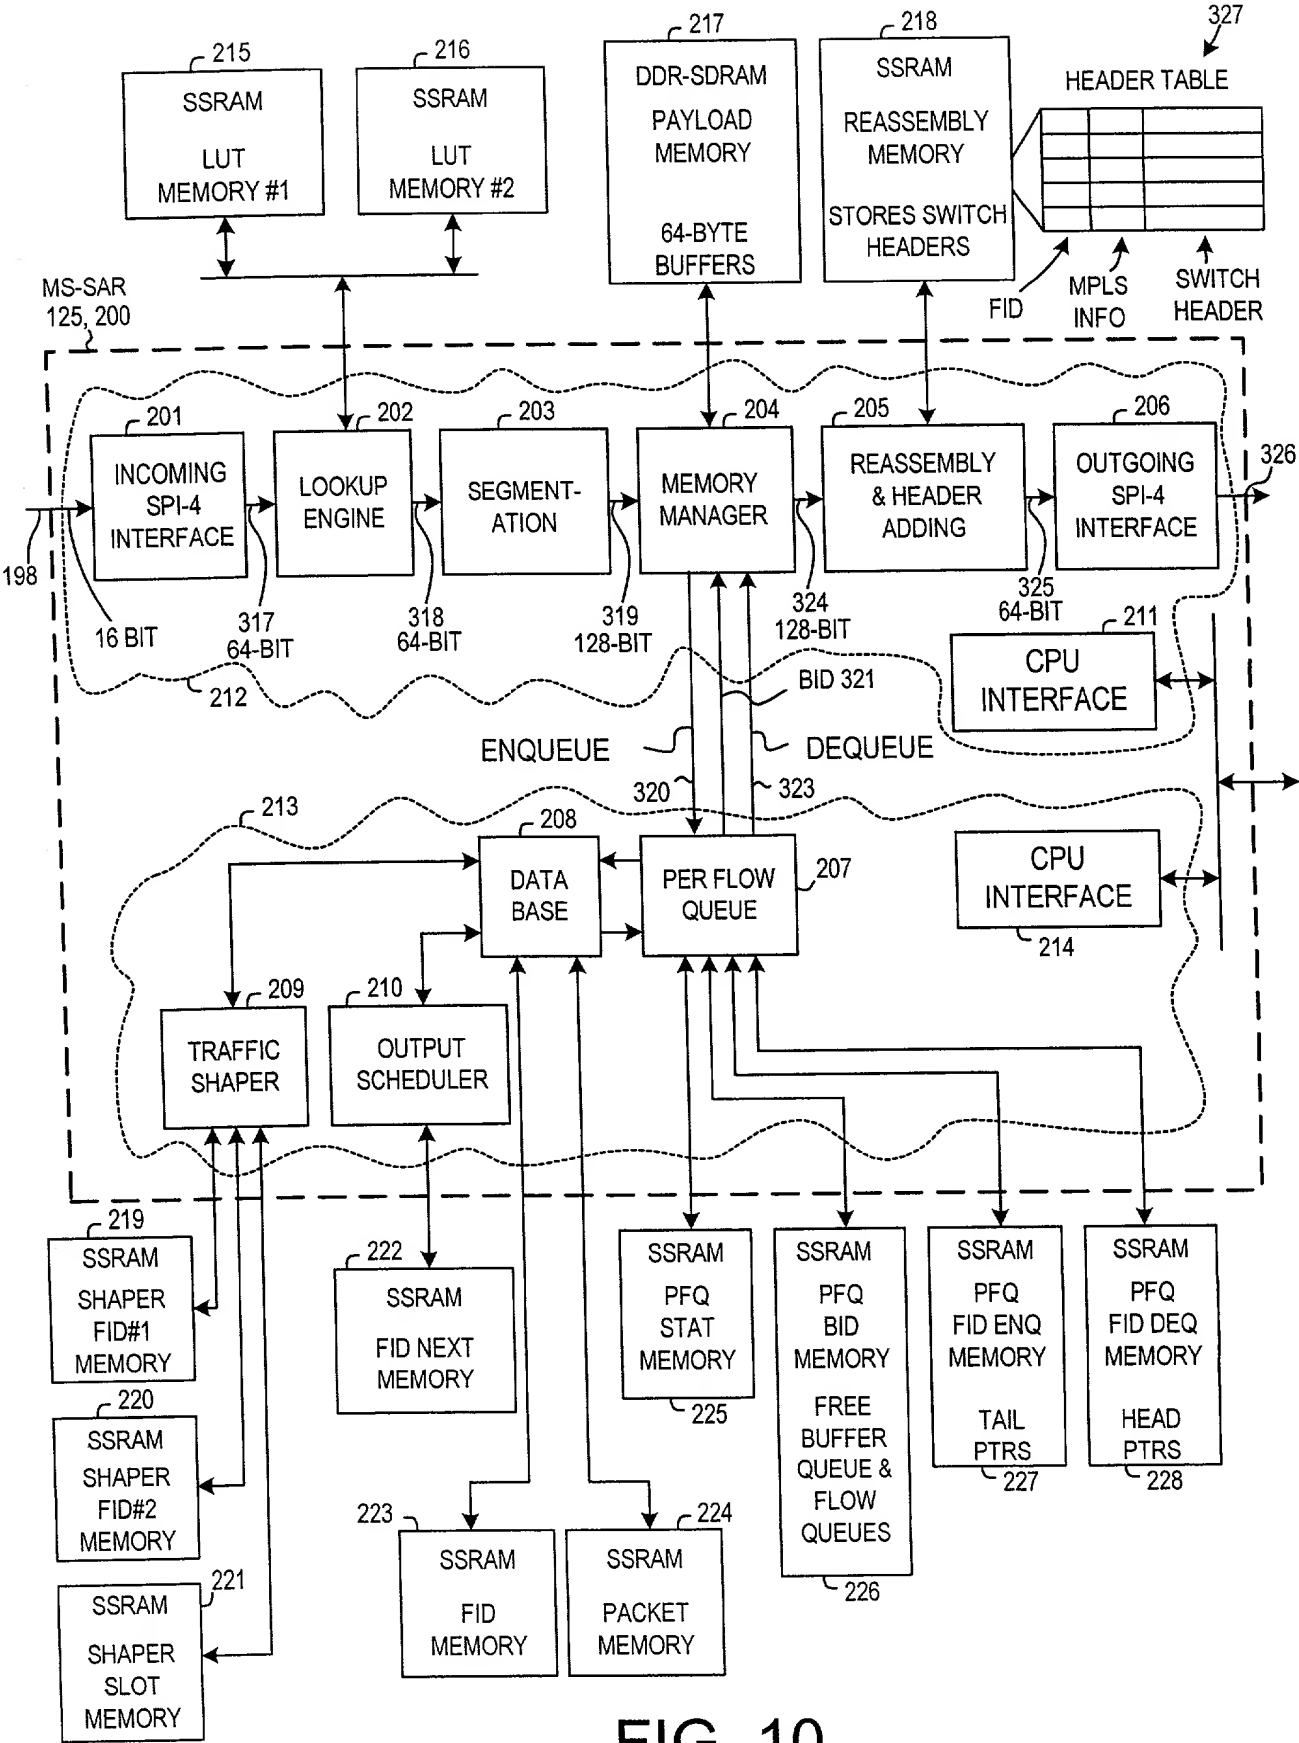 327
215
216
217
218
HEADER TABLE
SSRAM
LUT
MEMORY #1
SSRAM
LUT
MEMORY #2
DDR-SDRAM
PAYLOAD
MEMORY
64-BYTE
BUFFERS
SSRAM
REASSEMBLY
MEMORY
STORES SWITCH
HEADERS
FID
MPLS
INFO
SWITCH
HEADER
MS-SAR
125, 200
201
202
203
204
205
206
INCOMING
SPI-4
INTERFACE
LOOKUP
ENGINE
SEGMENT-
ATION
MEMORY
MANAGER
REASSEMBLY
& HEADER
ADDING
OUTGOING
SPI-4
INTERFACE
326
198
16 BIT
317
64-BIT
318
64-BIT
319
128-BIT
324
128-BIT
325
64-BIT
211
CPU
INTERFACE
212
BID 321
ENQUEUE
DEQUEUE
320
323
213
208
DATA
BASE
PER FLOW
QUEUE
207
CPU
INTERFACE
214
209
TRAFFIC
SHAPER
210
OUTPUT
SCHEDULER
219
SSRAM
SHAPER
FID#1
MEMORY
220
SSRAM
SHAPER
FID#2
MEMORY
221
SSRAM
SHAPER
SLOT
MEMORY
222
SSRAM
FID NEXT
MEMORY
223
SSRAM
FID
MEMORY
224
SSRAM
PACKET
MEMORY
SSRAM
PFQ
STAT
MEMORY
225
SSRAM
PFQ
BID
MEMORY
FREE
BUFFER
QUEUE &
FLOW
QUEUES
226
SSRAM
PFQ
FID ENQ
MEMORY
TAIL
PTRS
227
SSRAM
PFQ
FID DEQ
MEMORY
HEAD
PTRS
228
FIG. 10